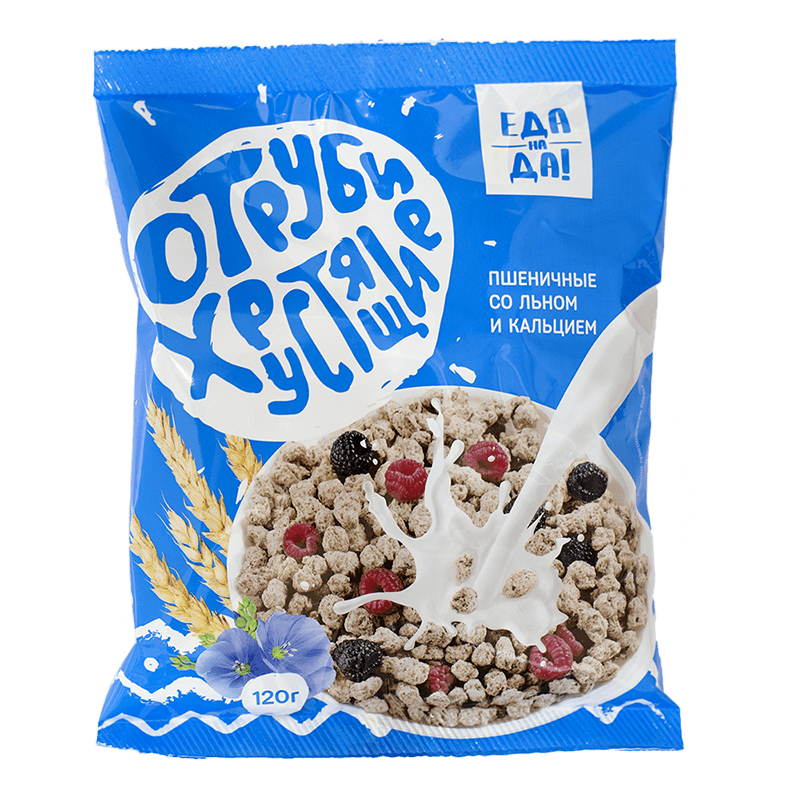 ЕДА
НА
ДА!
ОТРУБИ
ХРУСТЯЩИЕ
ПШЕНИЧНЫЕ
СО ЛЬНОМ
И КАЛЬЦИЕМ
120г